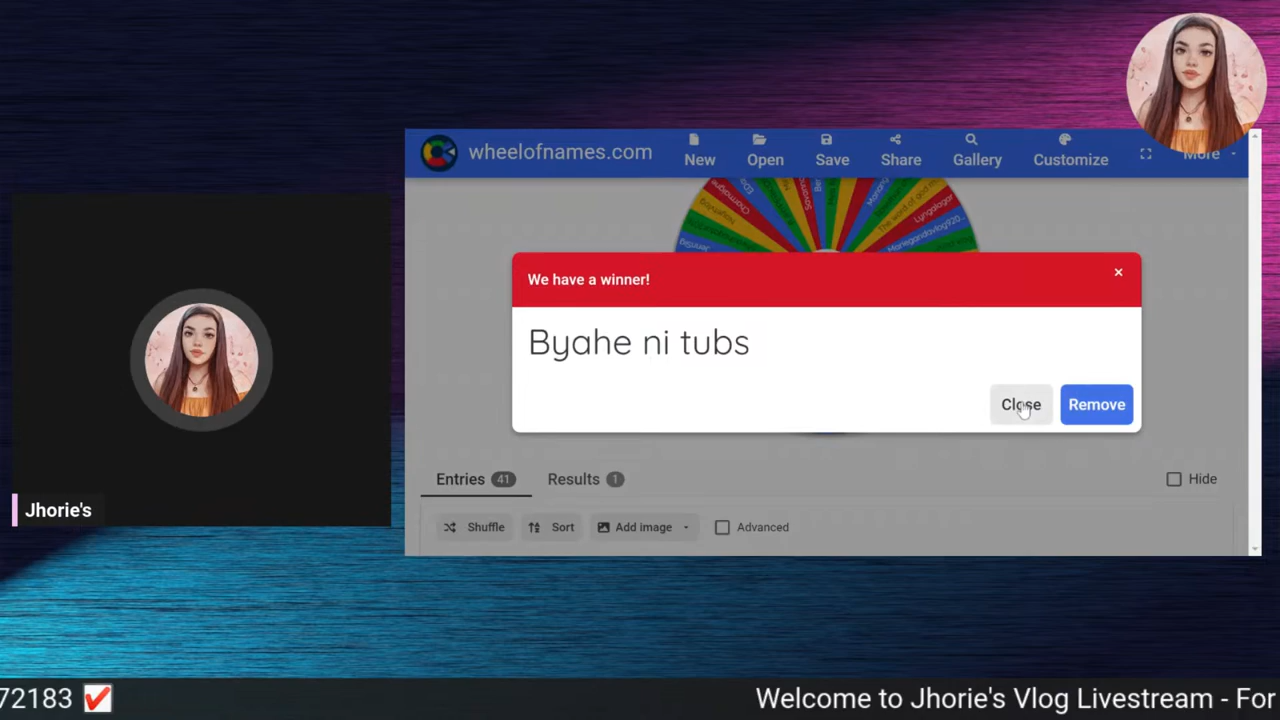 wheelofnames.com
New
Open
Save
Share
Gallery
Customize
More
Lyngalagar
We have a winner!
×
Byahe ni tubs
Close
Remove
Entries 41
Results 1
Hide
Shuffle
Sort
Add image
Advanced
Jhorie's
72183
Welcome to Jhorie's Vlog Livestream - For